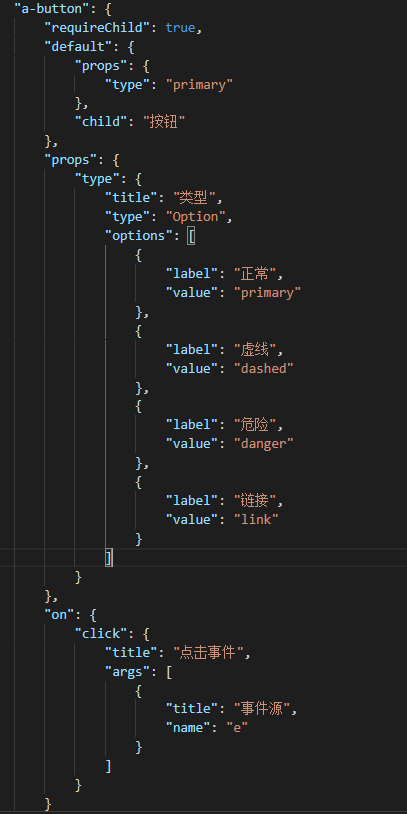 "a-button": {
"requireChild": true,
"default": {
"props": {
"type": "primary"
},
"child": "按钮"
},
"props": {
"type": {
"title": "类型",
"type": "Option",
"options": [
{
"label": "正常",
"value": "primary"
},
{
"label": "虚线",
"value": "dashed"
},
{
"label": "危险",
"value": "danger"
},
{
"label": "链接",
"value": "link"
}
]
}
},
"on": {
"click": {
"title": "点击事件",
"args": [
{
"title": "事件源",
"name": "e"
}
]
}
}